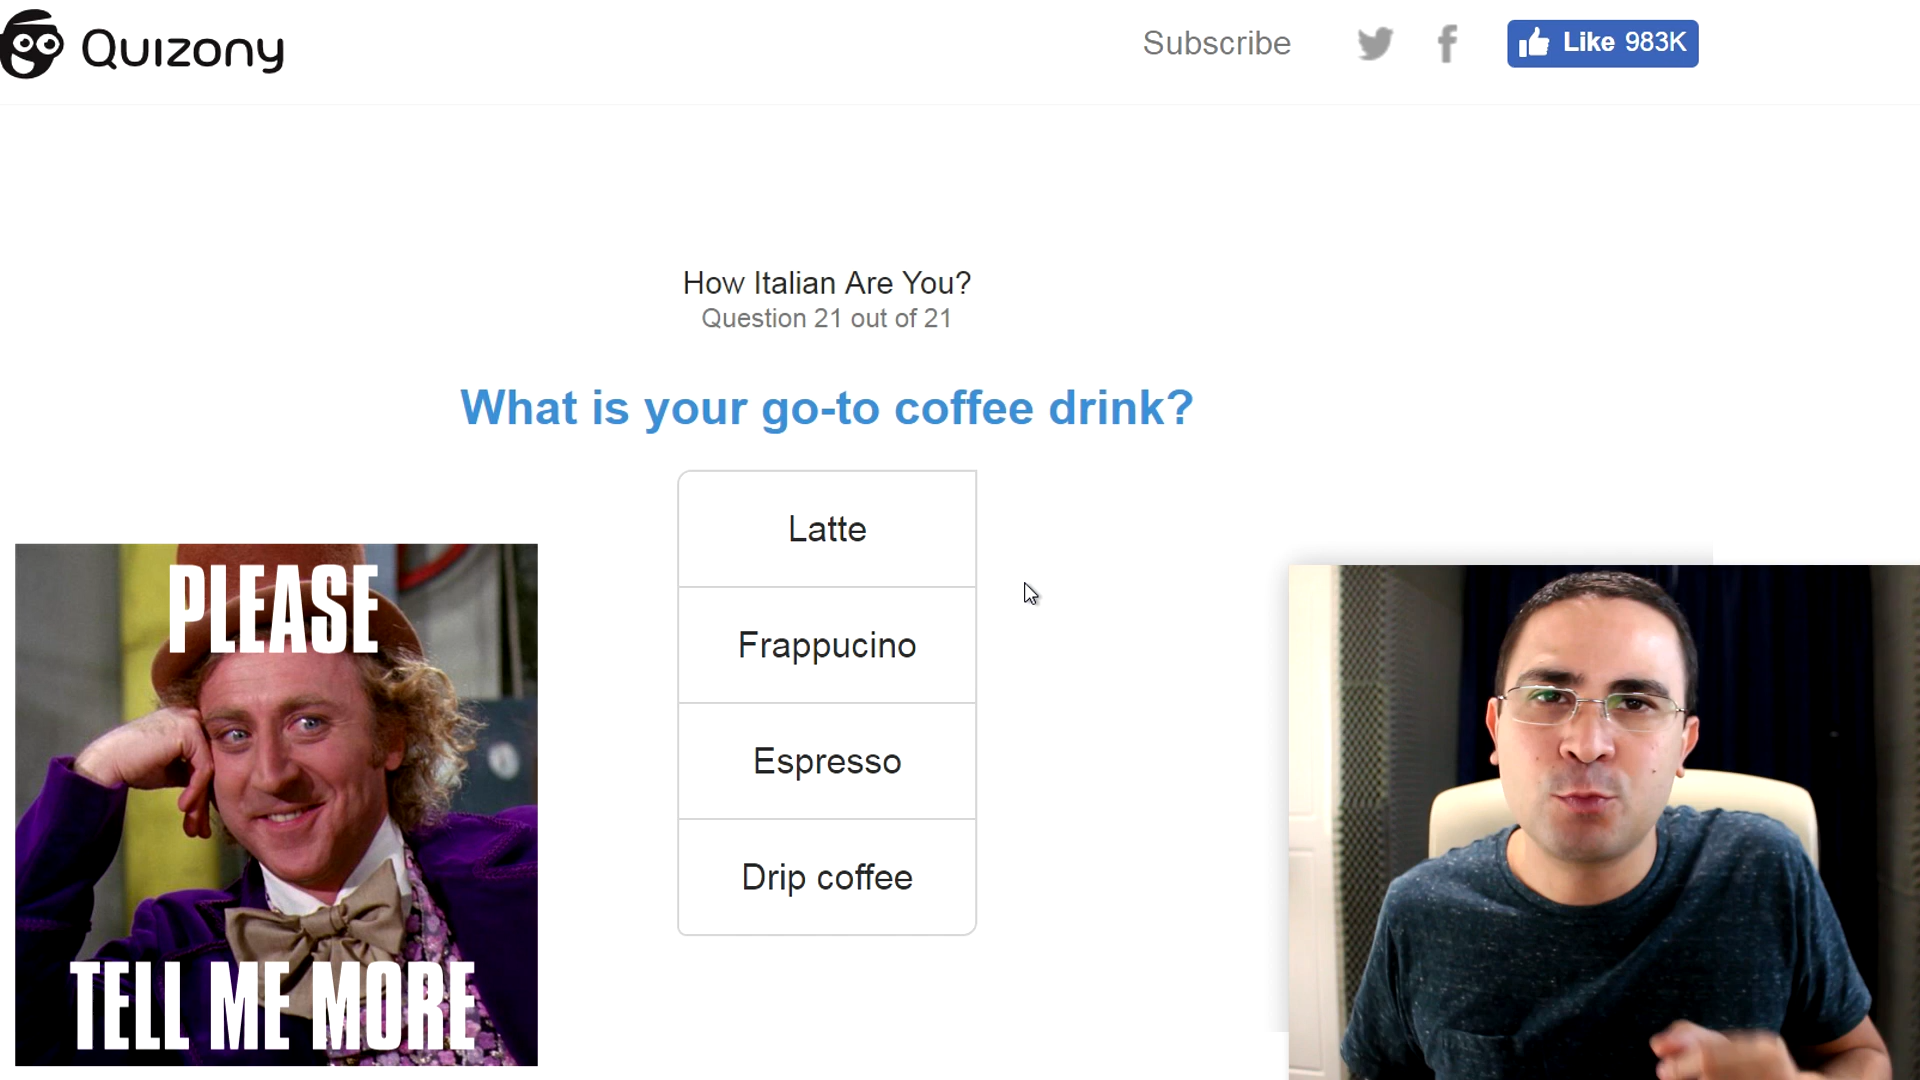 Quizony
Subscribe
Like 983K
How Italian Are You?
Question 21 out of 21
What is your go-to coffee drink?
Latte
Frappucino
Espresso
Drip coffee
PLEASE
TELL ME MORE